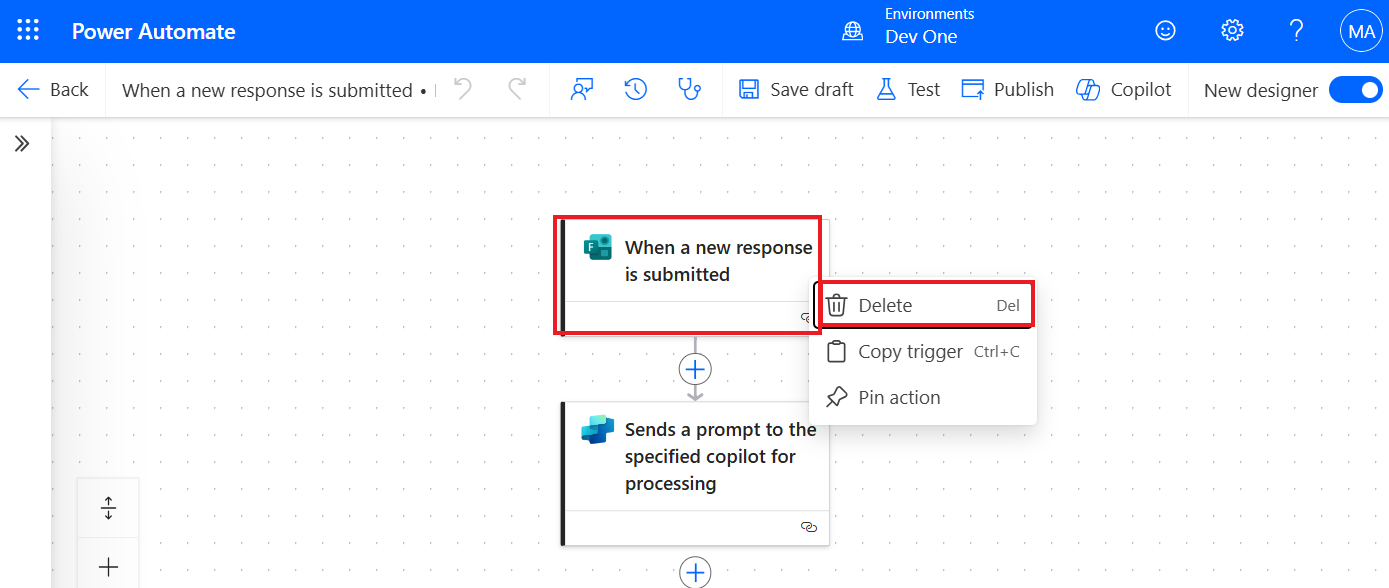 Power Automate
Environments
Dev One
MA
Back
When a new response is submitted •
Save draft
Test
Publish
Copilot
New designer
F
When a new response
is submitted
Delete Del
Copy trigger Ctrl+C
Pin action
Sends a prompt to the
specified copilot for
processing